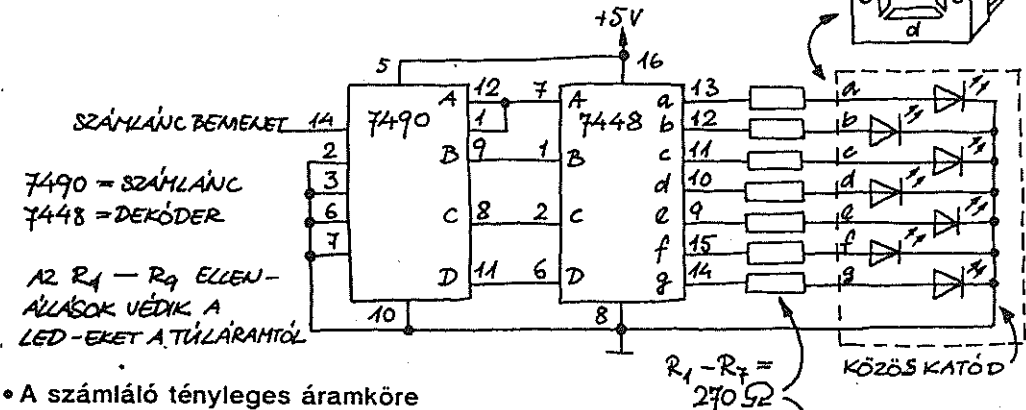 d
+5V
5
16
SZÁMLÁNC BEMENET 14
7490
A 12 7 A
1
B 9 1 B
C 8 2 C
D 11 6 D
2
3
6
7
10
7448
8
a 13 a
b 12 b
c 11 c
d 10 d
e 9 e
f 15 f
g 14 g
7490 = SZÁMLÁNC
7448 = DEKÓDER
AZ R1 — R9 ELLEN-
ÁLLÁSOK VÉDIK A
LED-EKET A TÚLÁRAMTÓL
R1-R7 =
270 Ω
KÖZÖS KATÓD
• A számláló tényleges áramköre